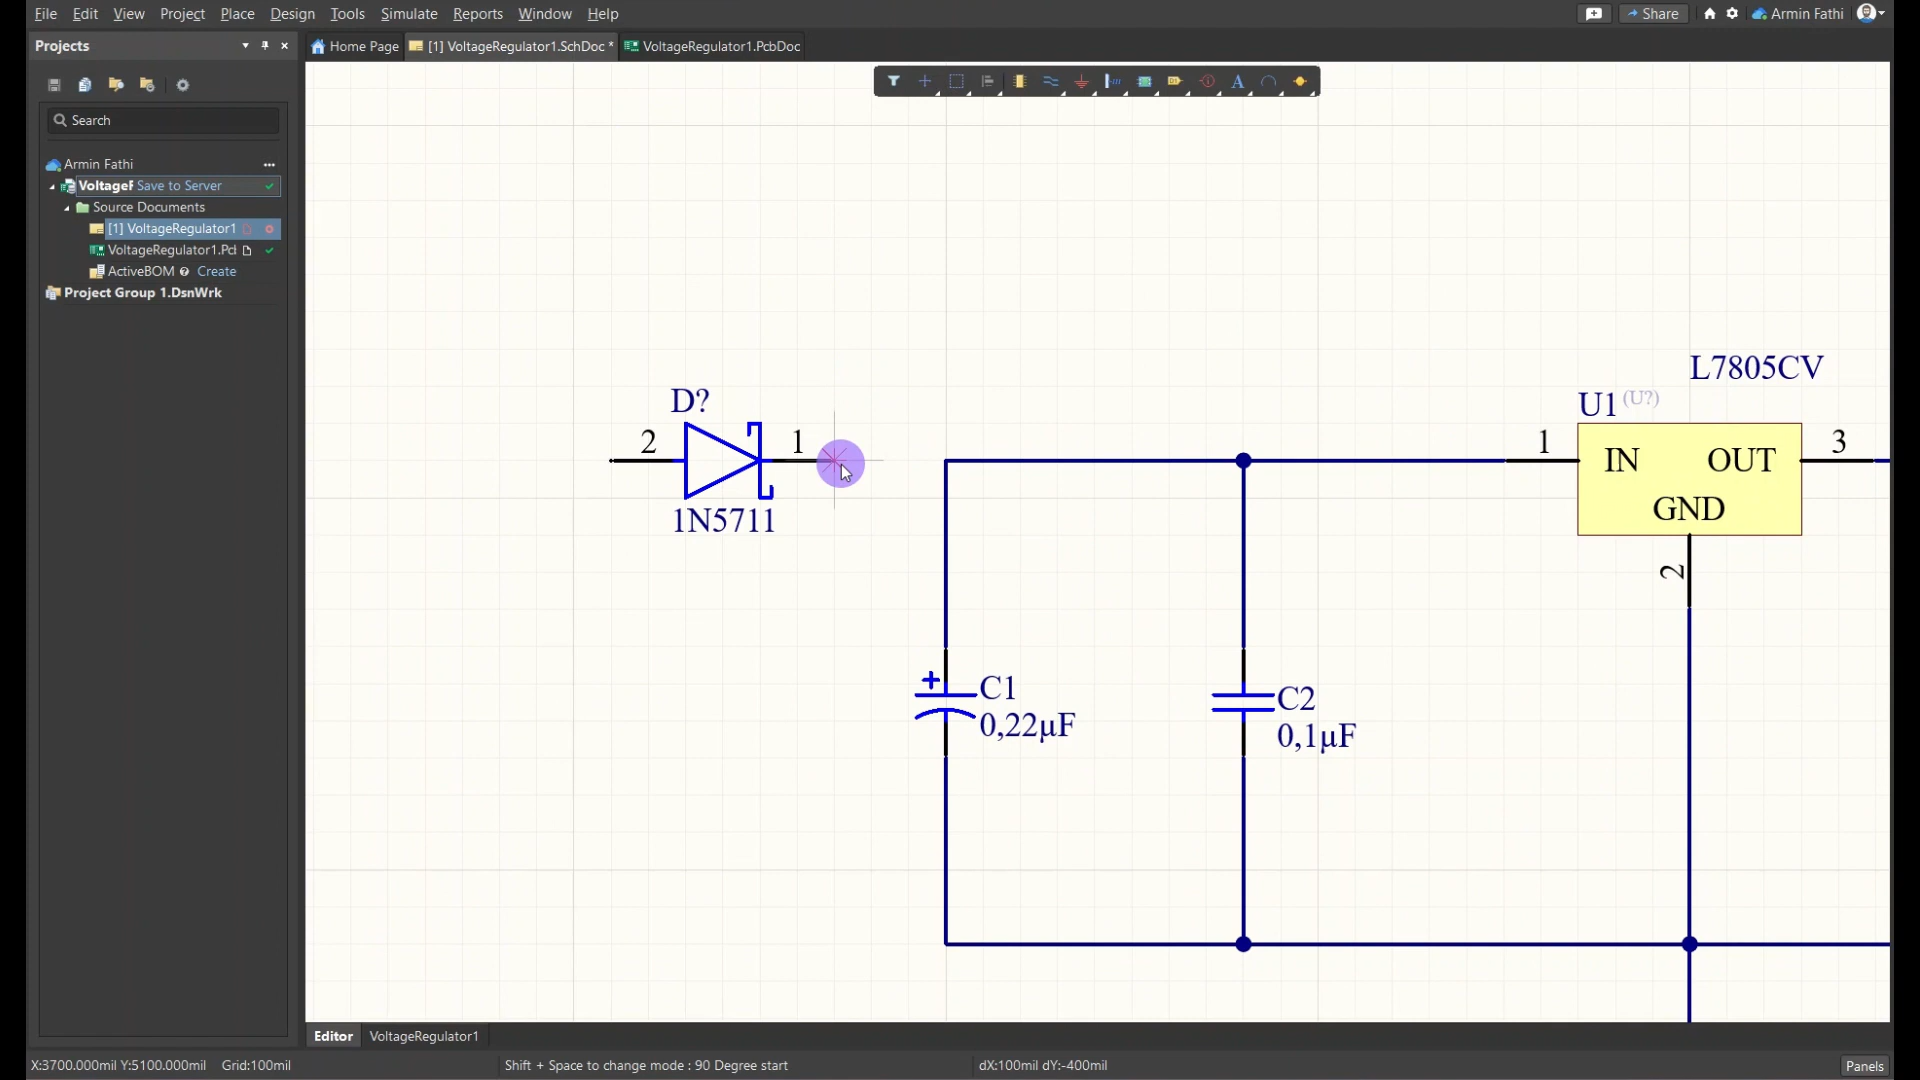 File Edit View Project Place Design Tools Simulate Reports Window Help
Share Armin Fathi
Projects
Home Page [1] VoltageRegulator1.SchDoc * VoltageRegulator1.PcbDoc
Search
Armin Fathi
VoltageF Save to Server
Source Documents
[1] VoltageRegulator1
VoltageRegulator1.Pcl
ActiveBOM Create
Project Group 1.DsnWrk
L7805CV
D?
U1 (U?)
2 1
1 3
IN OUT
1N5711
GND
2
C1
C2
0,22µF
0,1µF
Editor VoltageRegulator1
X:3700.000mil Y:5100.000mil Grid:100mil Shift + Space to change mode : 90 Degree start dX:100mil dY:-400mil Panels